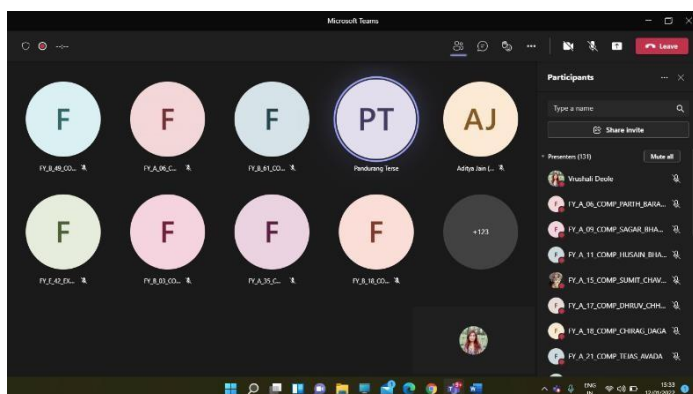 Microsoft Teams
--:--
Leave
F
F
F
PT
AJ
FY_B_49_CO...
FY_A_06_C...
FY_B_61_CO...
Pandurang Terse
Aditya Jain (...
F
F
F
F
+123
FY_E_42_EX...
FY_B_03_CO...
FY_A_35_C...
FY_B_18_CO...
Participants
Type a name
Share invite
Presenters (131)
Mute all
Vrushali Deole
FY_A_06_COMP_PARTH_BARA...
FY_A_09_COMP_SAGAR_BHA...
FY_A_11_COMP_HUSAIN_BHA...
FY_A_15_COMP_SUMIT_CHAV...
FY_A_17_COMP_DHRUV_CHH...
FY_A_18_COMP_CHIRAG_DAGA
FY_A_21_COMP_TEJAS_AVADA
ENG
IN
15:33